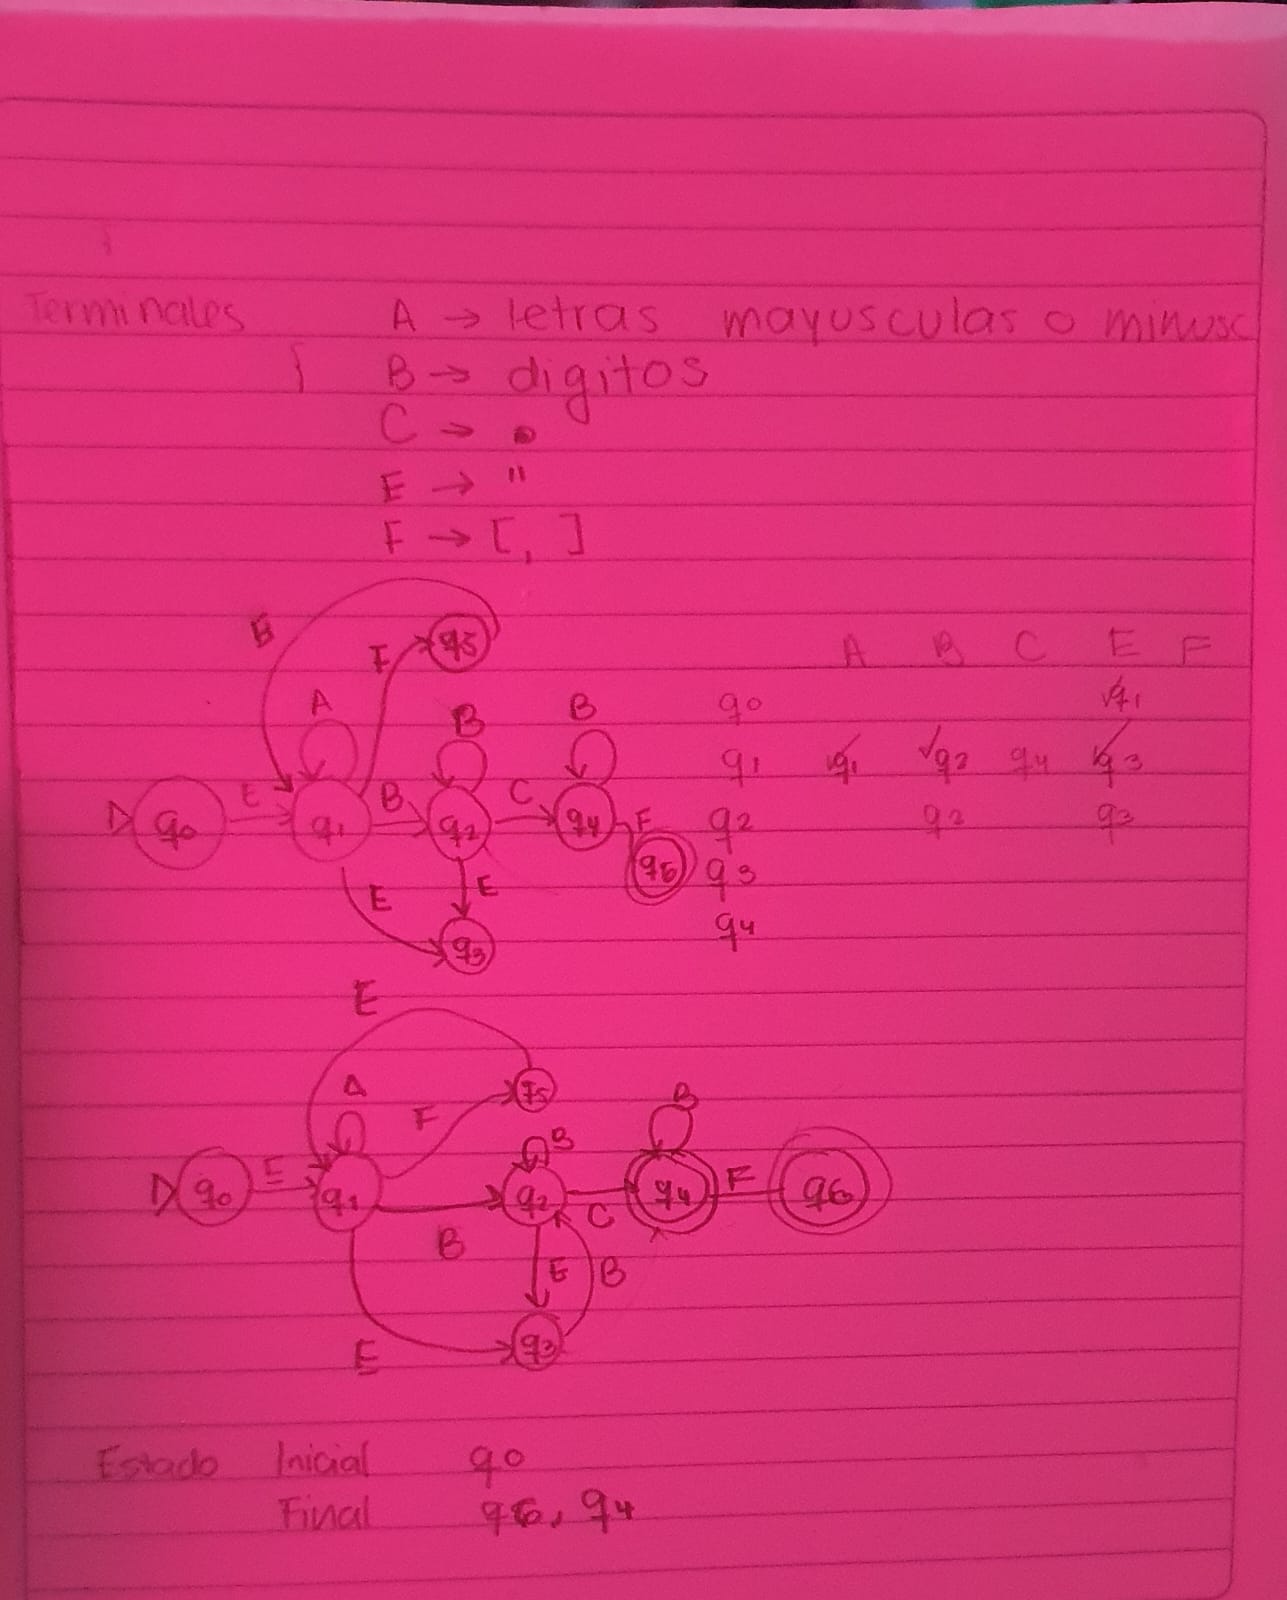 Terminales A → letras mayusculas o minusc
B → digitos
C → •
E → "
F → [, ]
q5
F
A B C E F
A
B
B
q0 q1
E
B
C
q0
q1
q2
q4
q1 q1 q2 q4 q3
F
q6
q2 q2 q3
E
E
q3
q3
q4
E
A
F
q5
B
B
q0
E
q1
q2
C
q4
F
q6
B
E
B
E
q3
Estado Inicial q0
Final q6, q4